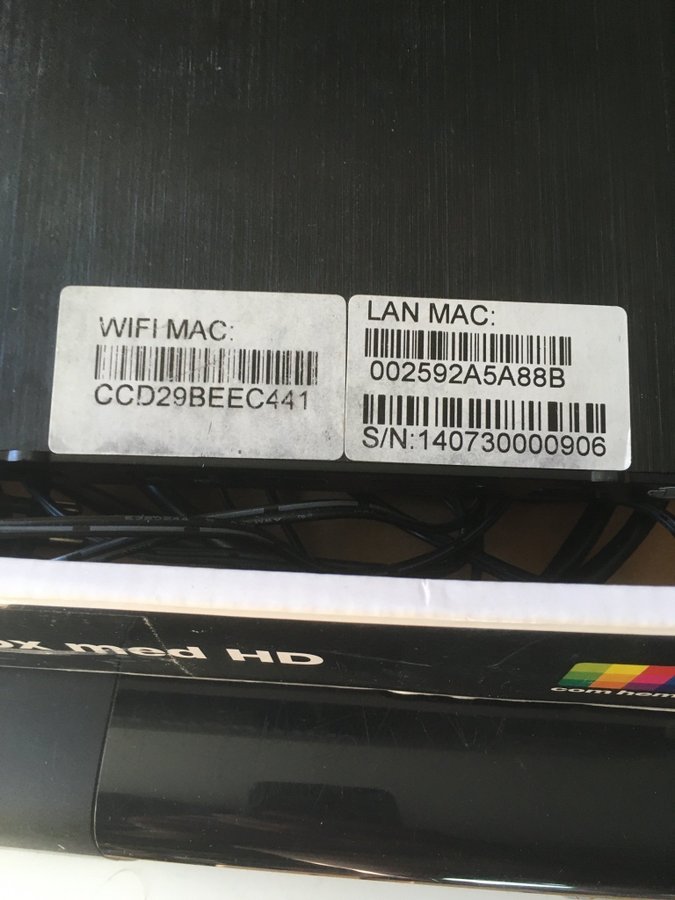 WIFI MAC:
CCD29BEEC441
LAN MAC:
002592A5A88B
S/N:140730000906
ox med HD
com hem